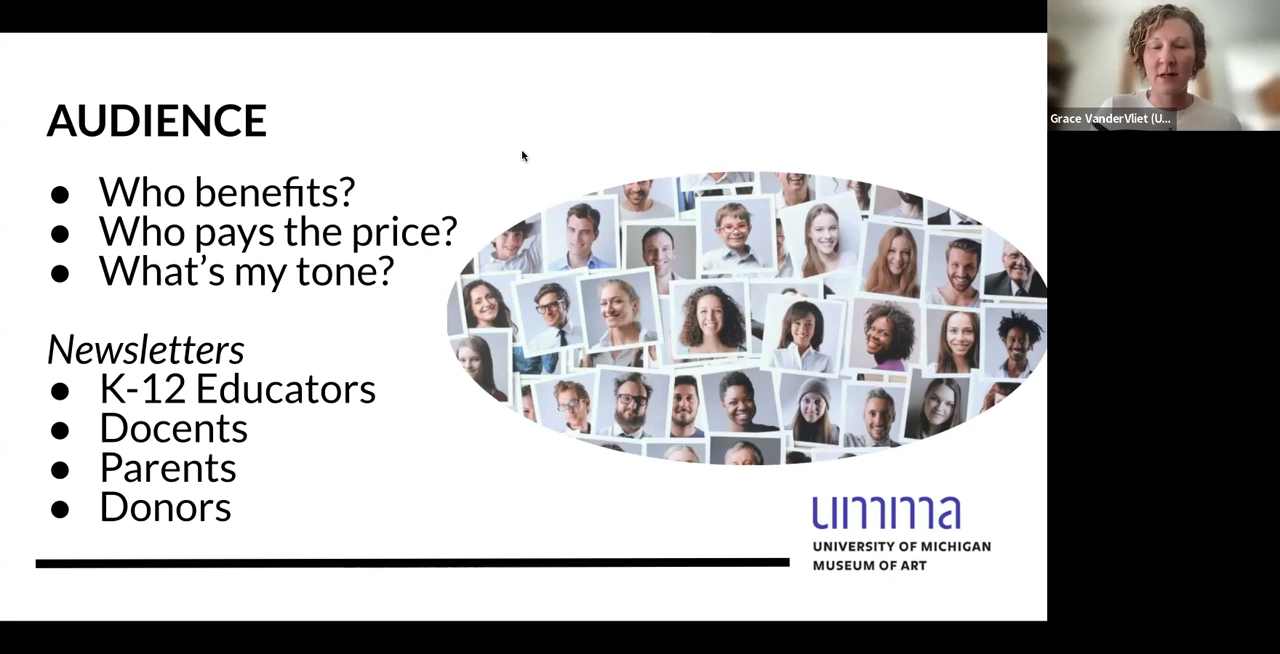 AUDIENCE
● Who benefits?
● Who pays the price?
● What’s my tone?
Newsletters
● K-12 Educators
● Docents
● Parents
● Donors
umma
UNIVERSITY OF MICHIGAN
MUSEUM OF ART
Grace VanderVliet (U...